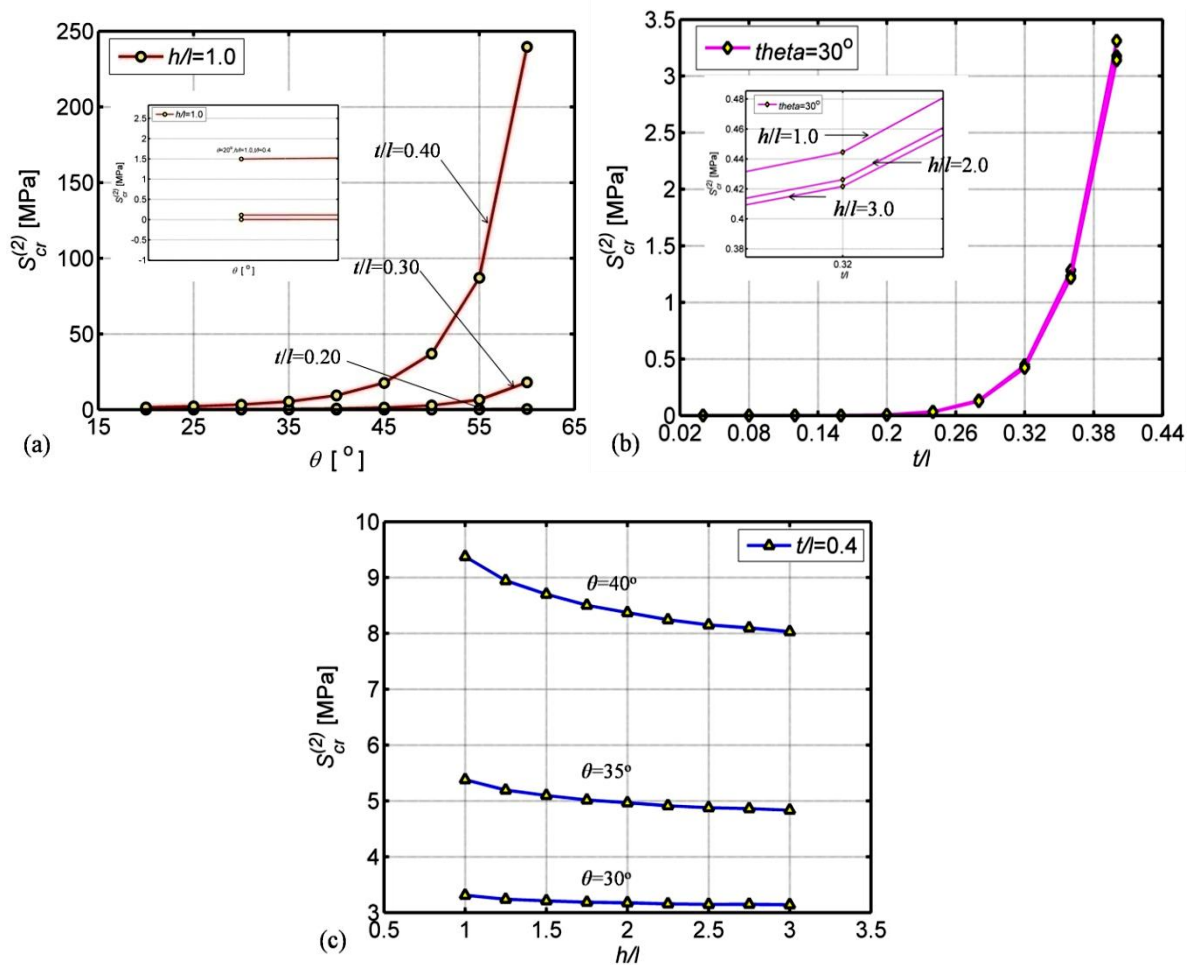 250
200
150
100
50
0
S_cr^(2) [MPa]
h/l=1.0
h/l=1.0
2.5
2
1.5
1
0.5
0
-0.5
-1
S_cr^(2) [MPa]
θ [ °]
t/l=0.40
t/l=0.30
t/l=0.20
15 25 35 45 55 65
θ [ °]
(a)
3.5
3
2.5
2
1.5
1
0.5
0
S_cr^(2) [MPa]
theta=30°
theta=30°
0.48
0.46
0.44
0.42
0.4
0.38
S_cr^(2) [MPa]
h/l=1.0
h/l=2.0
h/l=3.0
0.32
t/l
0.02 0.08 0.14 0.2 0.26 0.32 0.38 0.44
t/l
(b)
10
9
8
7
6
5
4
3
S_cr^(2) [MPa]
t/l=0.4
θ=40°
θ=35°
θ=30°
0.5 1 1.5 2 2.5 3 3.5
h/l
(c)